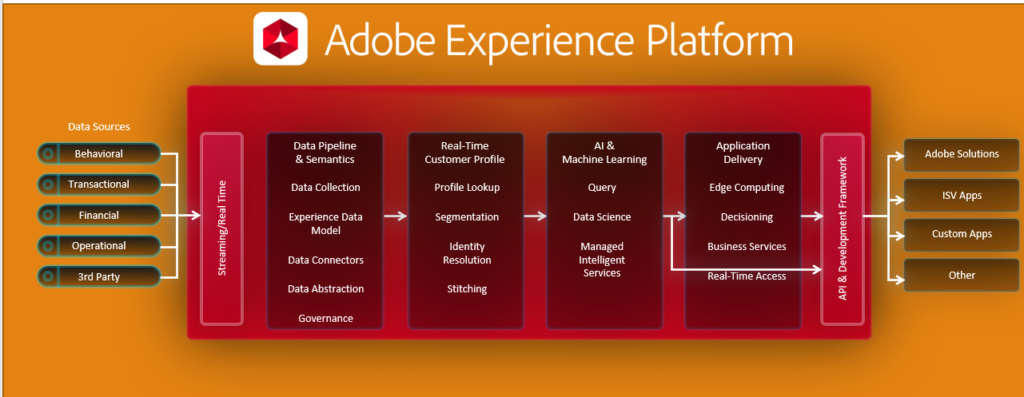 Adobe Experience Platform
Data Sources
Behavioral
Transactional
Financial
Operational
3rd Party
Streaming/Real Time
Data Pipeline
& Semantics
Data Collection
Experience Data
Model
Data Connectors
Data Abstraction
Governance
Real-Time
Customer Profile
Profile Lookup
Segmentation
Identity
Resolution
Stitching
AI &
Machine Learning
Query
Data Science
Managed
Intelligent
Services
Application
Delivery
Edge Computing
Decisioning
Business Services
Real-Time Access
API & Development Framework
Adobe Solutions
ISV Apps
Custom Apps
Other